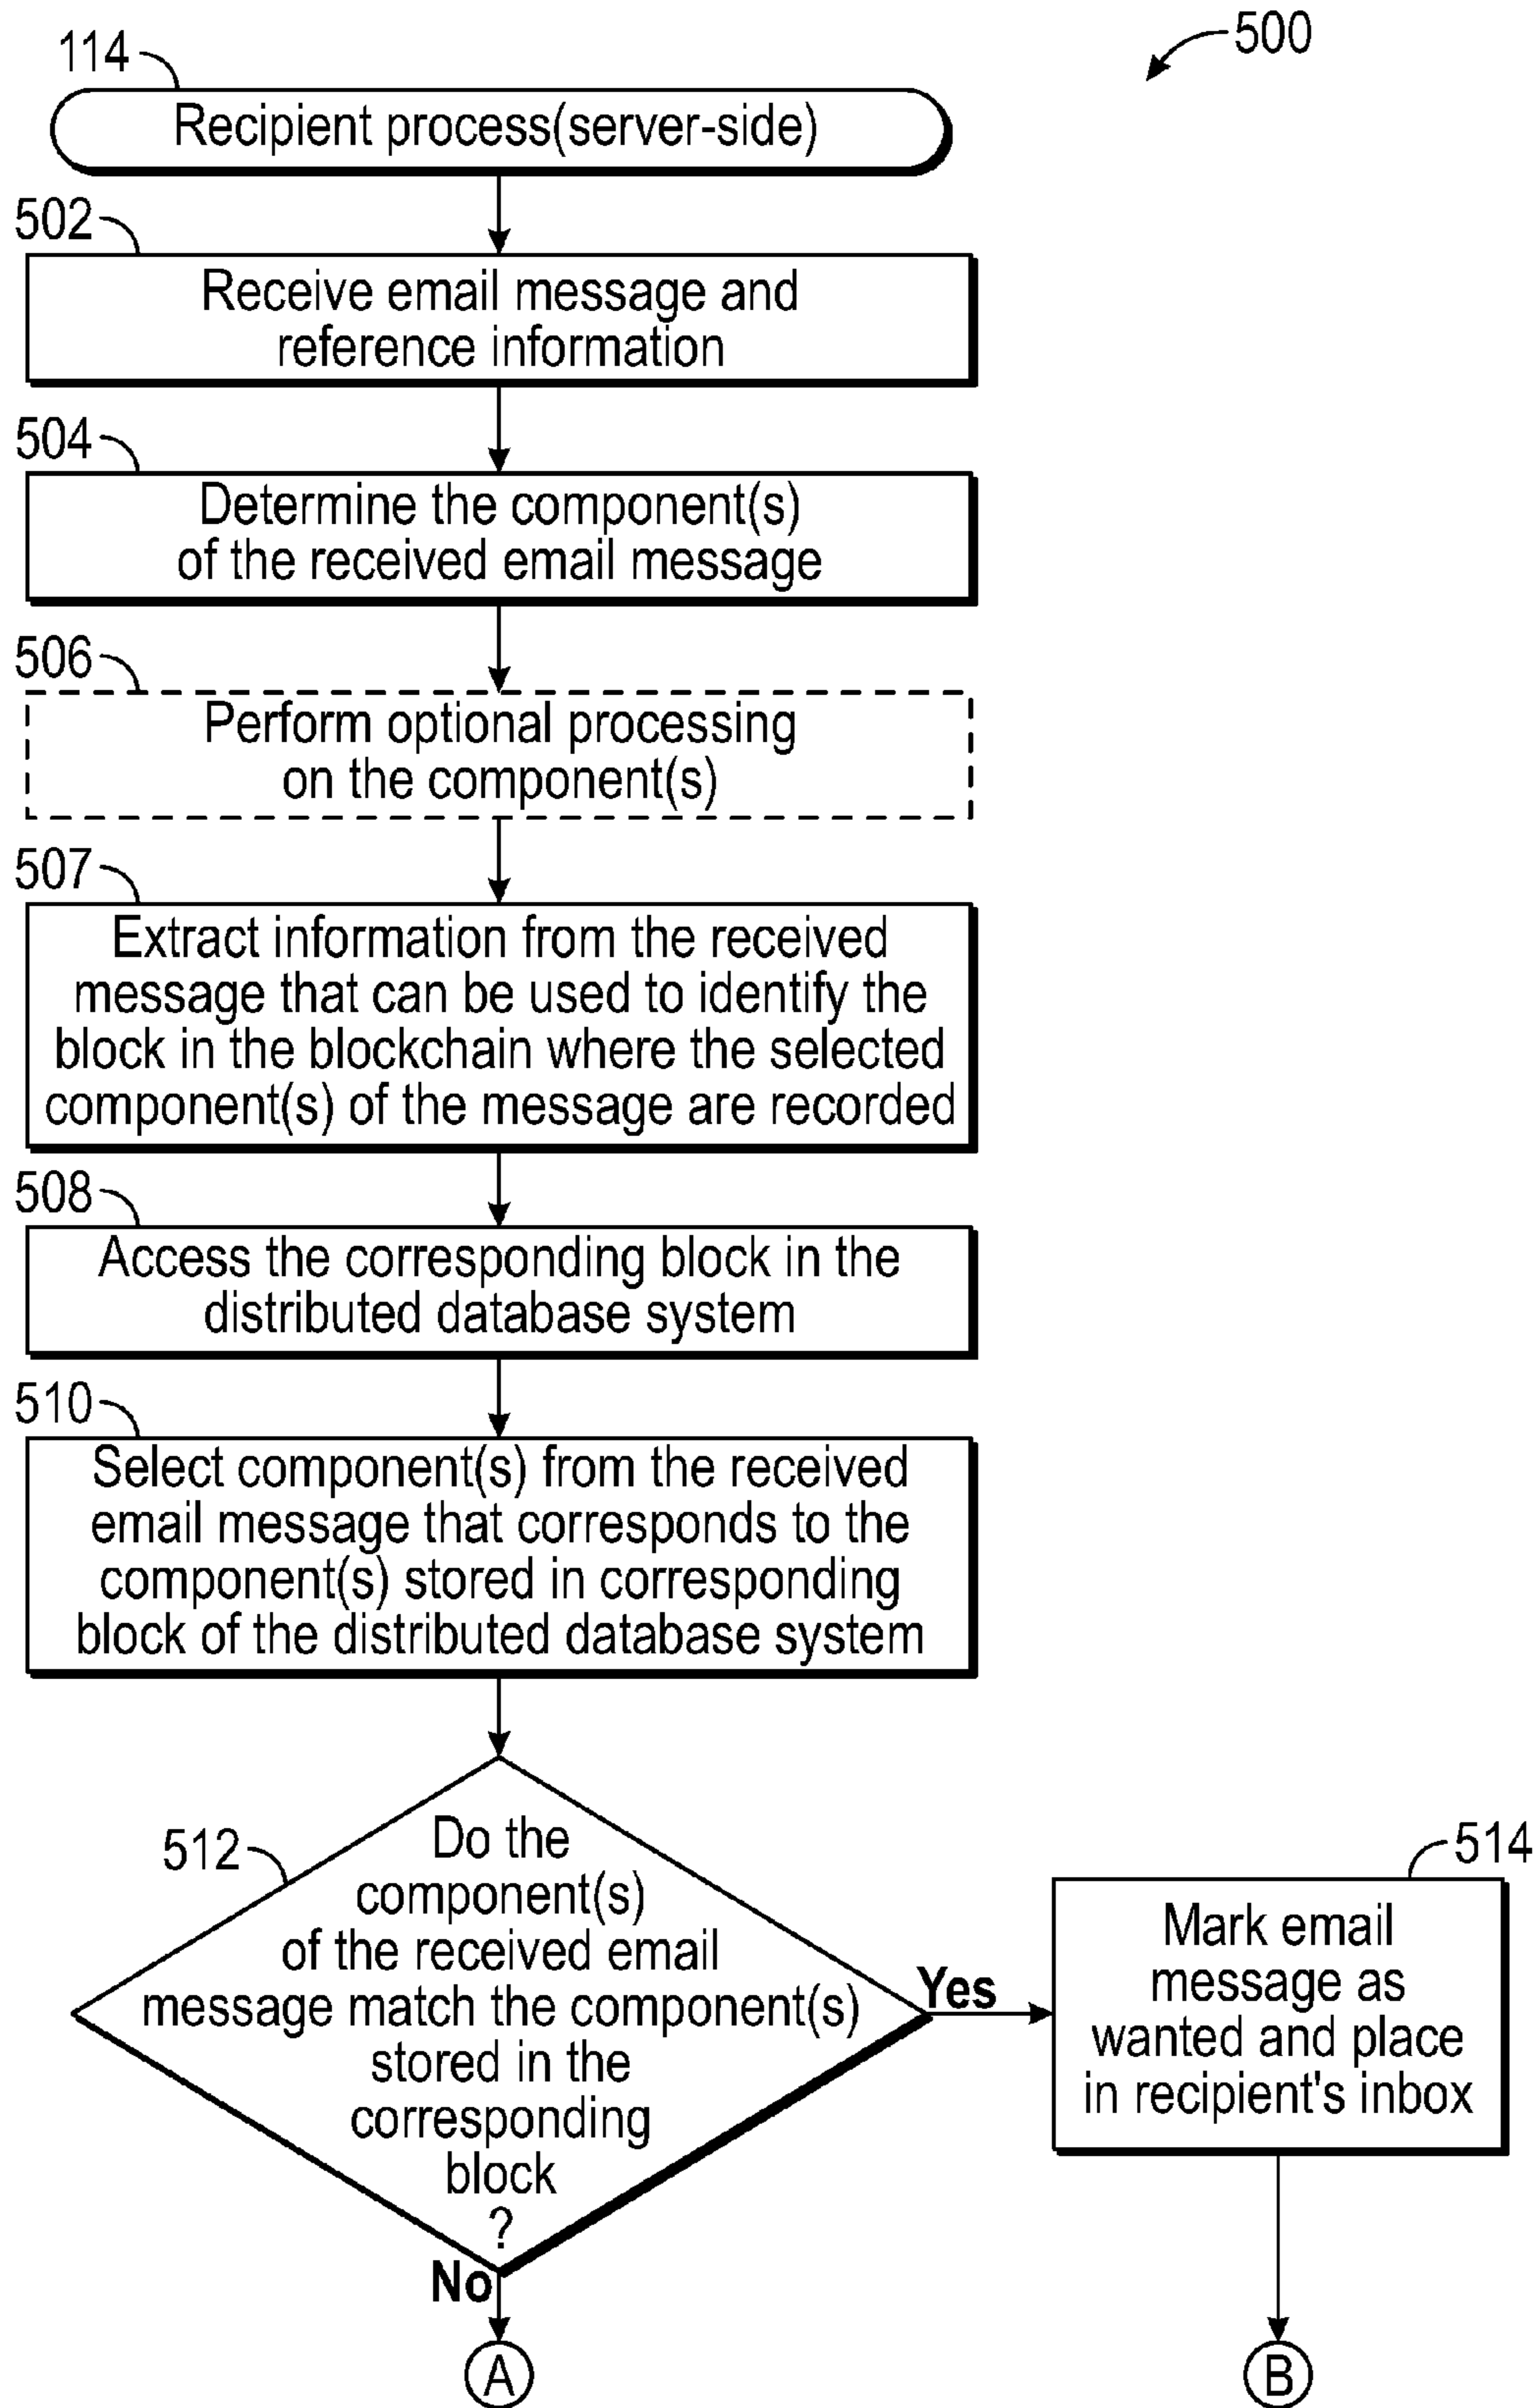 500
114
Recipient process(server-side)
502
Receive email message and
reference information
504
Determine the component(s)
of the received email message
506
Perform optional processing
on the component(s)
507
Extract information from the received
message that can be used to identify the
block in the blockchain where the selected
component(s) of the message are recorded
508
Access the corresponding block in the
distributed database system
510
Select component(s) from the received
email message that corresponds to the
component(s) stored in corresponding
block of the distributed database system
512
Do the
component(s)
of the received email
message match the component(s)
stored in the
corresponding
block
?
Yes
No
514
Mark email
message as
wanted and place
in recipient's inbox
A
B